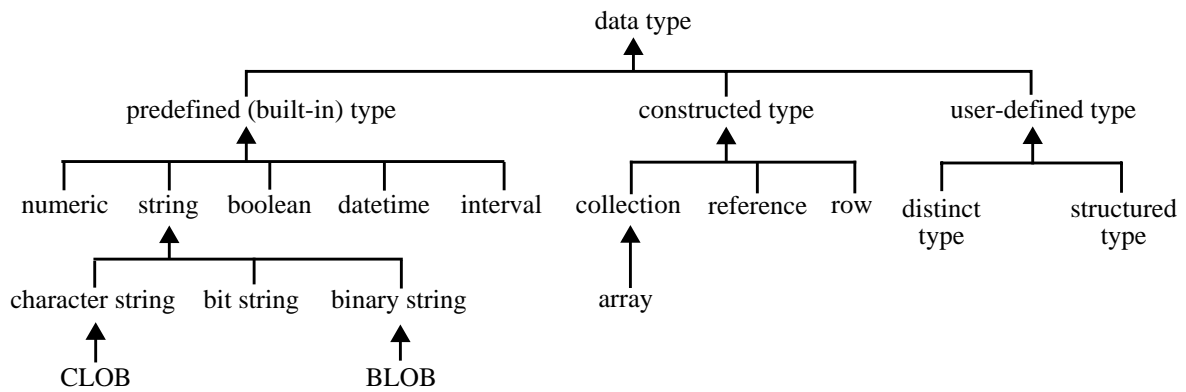 data type
predefined (built-in) type
constructed type
user-defined type
numeric
string
boolean
datetime
interval
collection
reference
row
distinct
type
structured
type
character string
bit string
binary string
array
CLOB
BLOB